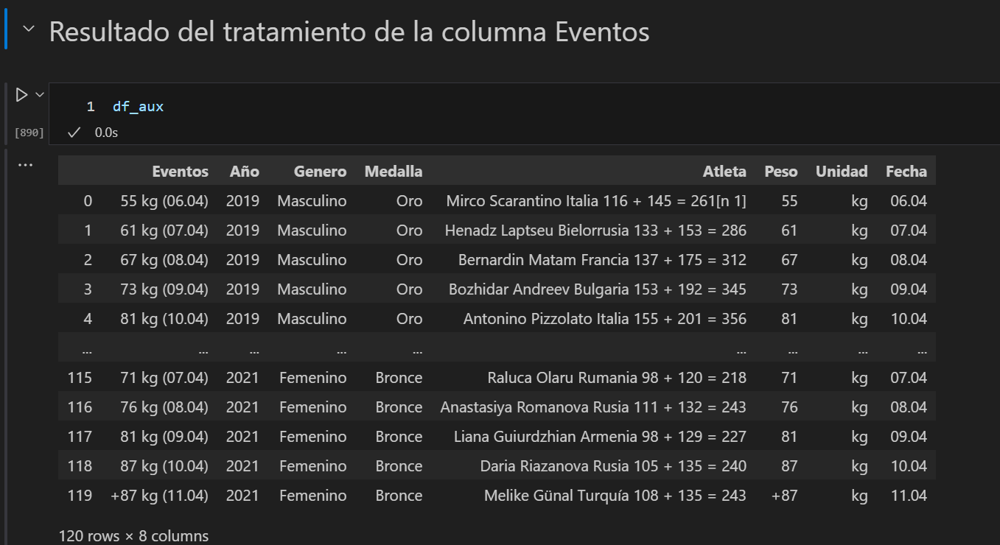 Resultado del tratamiento de la columna Eventos
1 df_aux
[890] 0.0s
Eventos Año Genero Medalla Atleta Peso Unidad Fecha
0 55 kg (06.04) 2019 Masculino Oro Mirco Scarantino Italia 116 + 145 = 261[n 1] 55 kg 06.04
1 61 kg (07.04) 2019 Masculino Oro Henadz Laptseu Bielorrusia 133 + 153 = 286 61 kg 07.04
2 67 kg (08.04) 2019 Masculino Oro Bernardin Matam Francia 137 + 175 = 312 67 kg 08.04
3 73 kg (09.04) 2019 Masculino Oro Bozhidar Andreev Bulgaria 153 + 192 = 345 73 kg 09.04
4 81 kg (10.04) 2019 Masculino Oro Antonino Pizzolato Italia 155 + 201 = 356 81 kg 10.04
... ... ... ... ... ... ... ... ...
115 71 kg (07.04) 2021 Femenino Bronce Raluca Olaru Rumania 98 + 120 = 218 71 kg 07.04
116 76 kg (08.04) 2021 Femenino Bronce Anastasiya Romanova Rusia 111 + 132 = 243 76 kg 08.04
117 81 kg (09.04) 2021 Femenino Bronce Liana Guiurdzhian Armenia 98 + 129 = 227 81 kg 09.04
118 87 kg (10.04) 2021 Femenino Bronce Daria Riazanova Rusia 105 + 135 = 240 87 kg 10.04
119 +87 kg (11.04) 2021 Femenino Bronce Melike Günal Turquía 108 + 135 = 243 +87 kg 11.04
120 rows × 8 columns